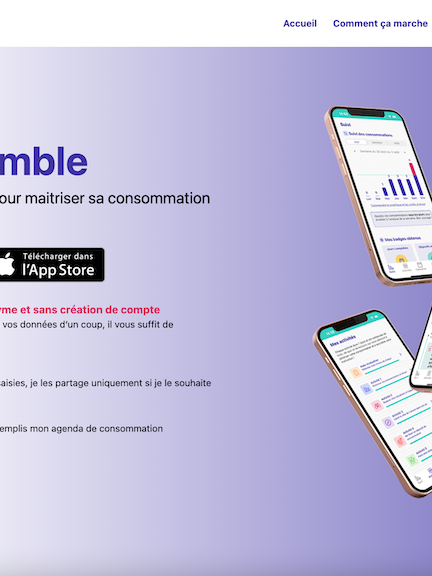 Accueil Comment ça marche
mble
our maitriser sa consommation
Télécharger dans
l'App Store
yme et sans création de compte
vos données d'un coup, il vous suffit de
saisies, je les partage uniquement si je le souhaite
emplis mon agenda de consommation
Suivi
Suivi des consommations
Mes badges obtenus
Mes activités